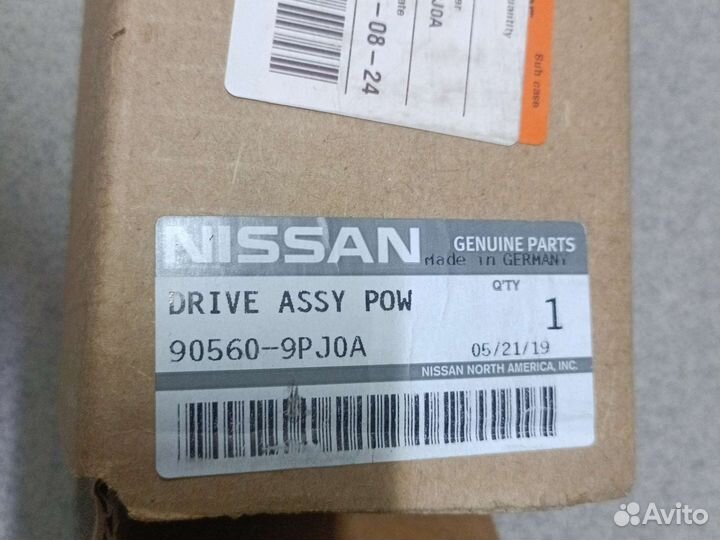 -08-24
J0A
Quantity
Sub case
NISSAN
GENUINE PARTS
Made in GERMANY
DRIVE ASSY POW
Q'TY
1
90560-9PJ0A
05/21/19
NISSAN NORTH AMERICA, INC.
Avito